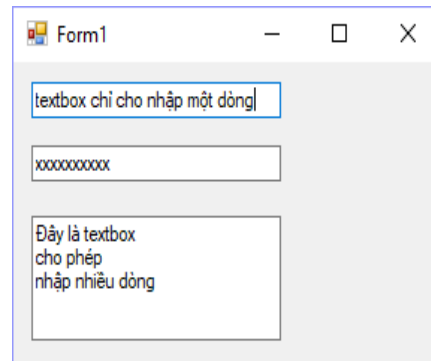 Form1
textbox chỉ cho nhập một dòng
xxxxxxxxxx
Đây là textbox
cho phép
nhập nhiều dòng